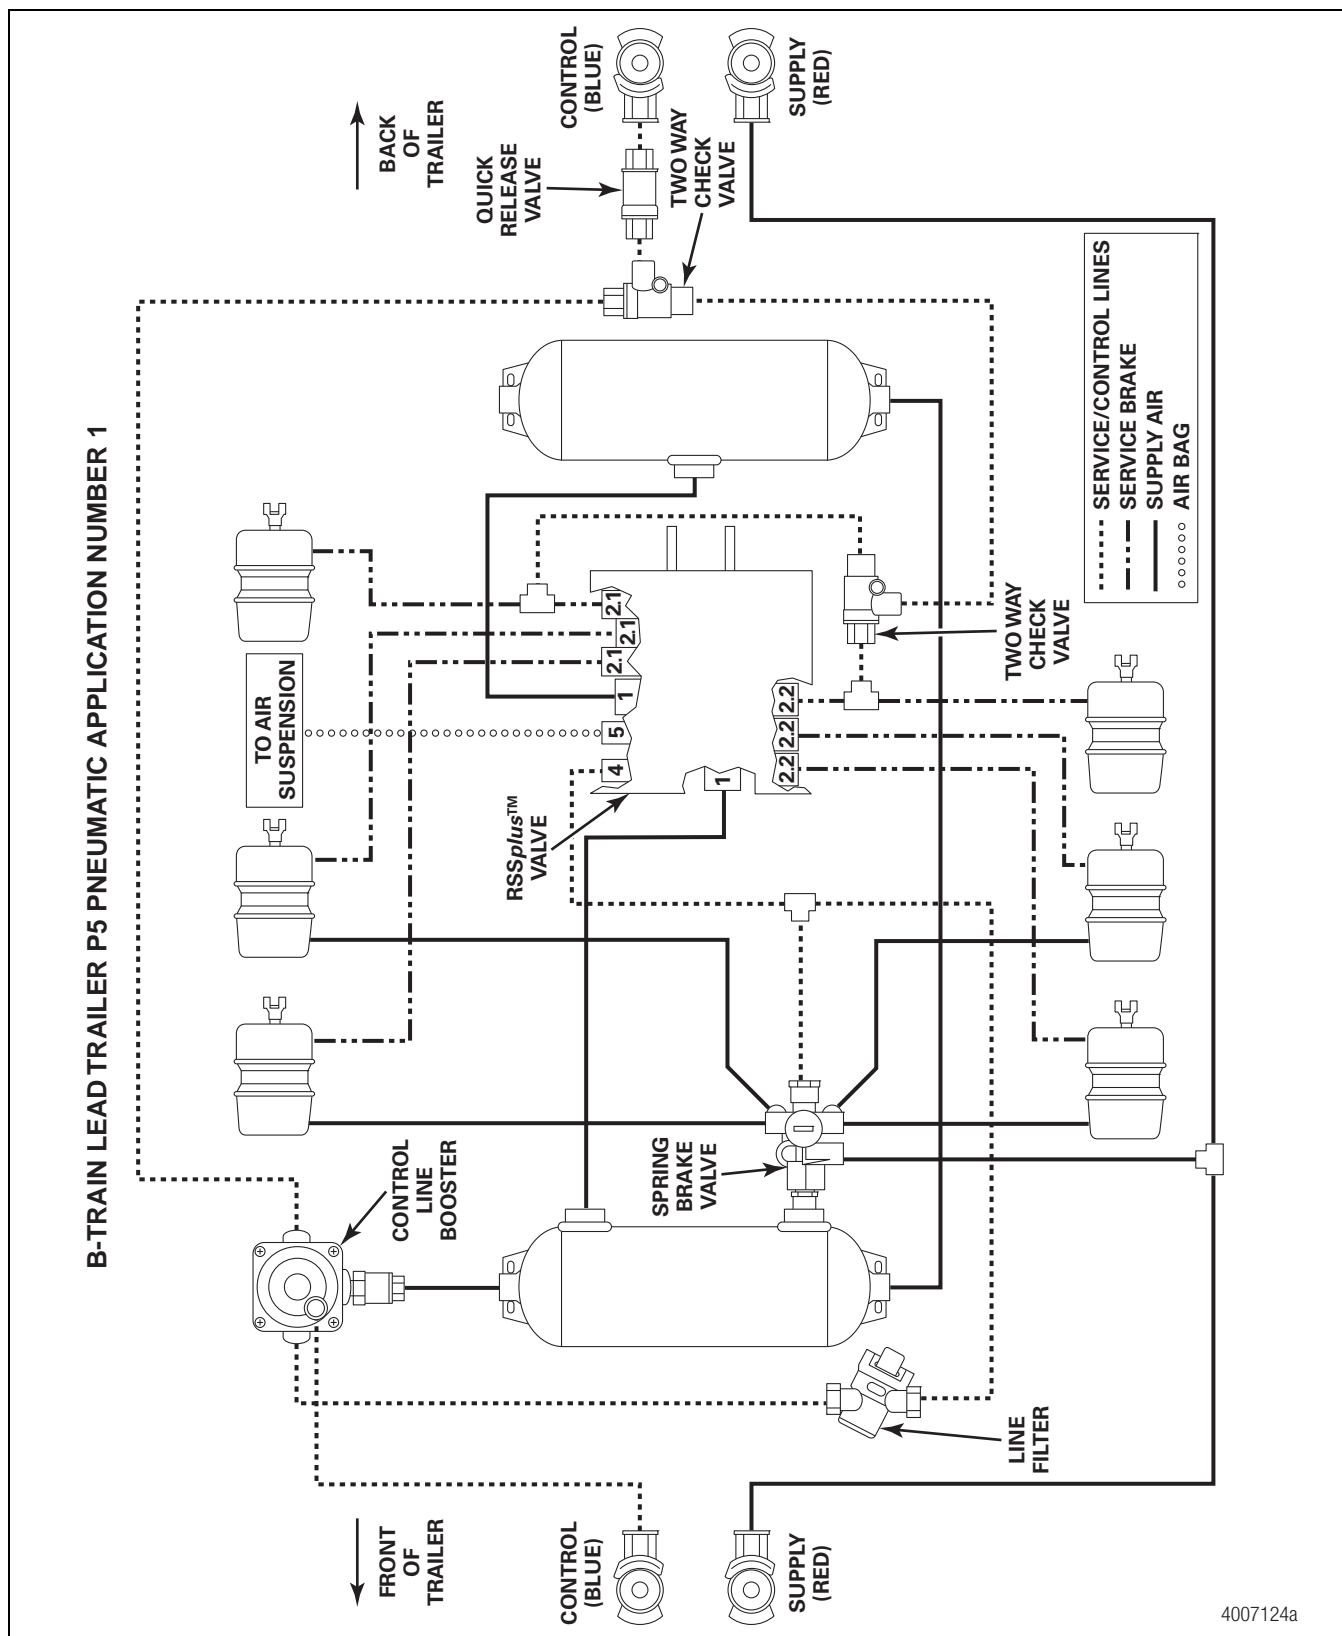 B-TRAIN LEAD TRAILER P5 PNEUMATIC APPLICATION NUMBER 1
FRONT
OF
TRAILER
BACK
OF
TRAILER
CONTROL
LINE
BOOSTER
TO AIR
SUSPENSION
QUICK
RELEASE
VALVE
CONTROL
(BLUE)
TWO WAY
CHECK
VALVE
SUPPLY
(RED)
RSSplus™
VALVE
4
5
1
2.1
2.1
2.1
1
2.2
2.2
2.2
SPRING
BRAKE
VALVE
CONTROL
(BLUE)
SUPPLY
(RED)
TWO WAY
CHECK
VALVE
LINE
FILTER
SERVICE/CONTROL LINES
SERVICE BRAKE
SUPPLY AIR
AIR BAG
4007124a